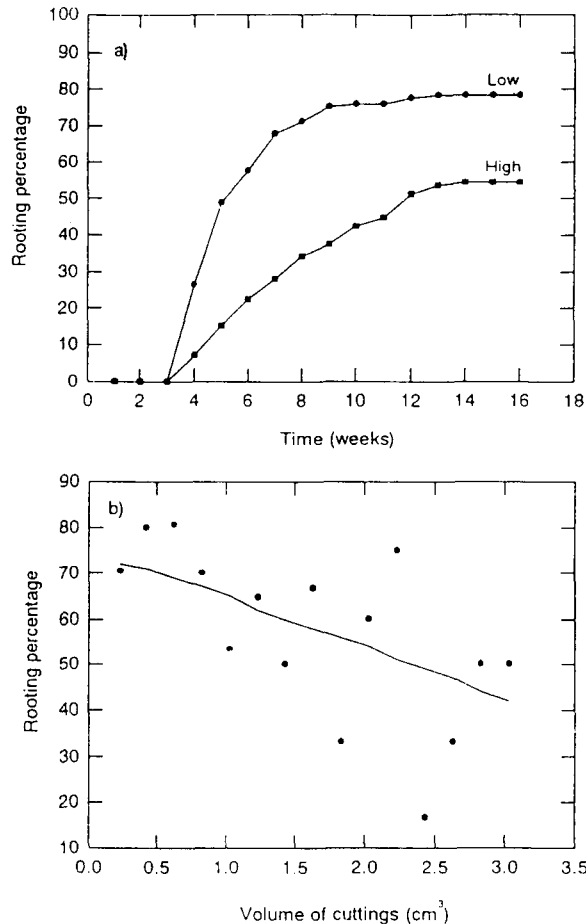 100
a)
90
80
Low
70
60
High
50
40
30
20
10
0
0 2 4 6 8 10 12 14 16 18
Rooting percentage
Time (weeks)
90
b)
80
70
60
50
40
30
20
10
0.0 0.5 1.0 1.5 2.0 2.5 3.0 3.5
Rooting percentage
Volume of cuttings (cm³)